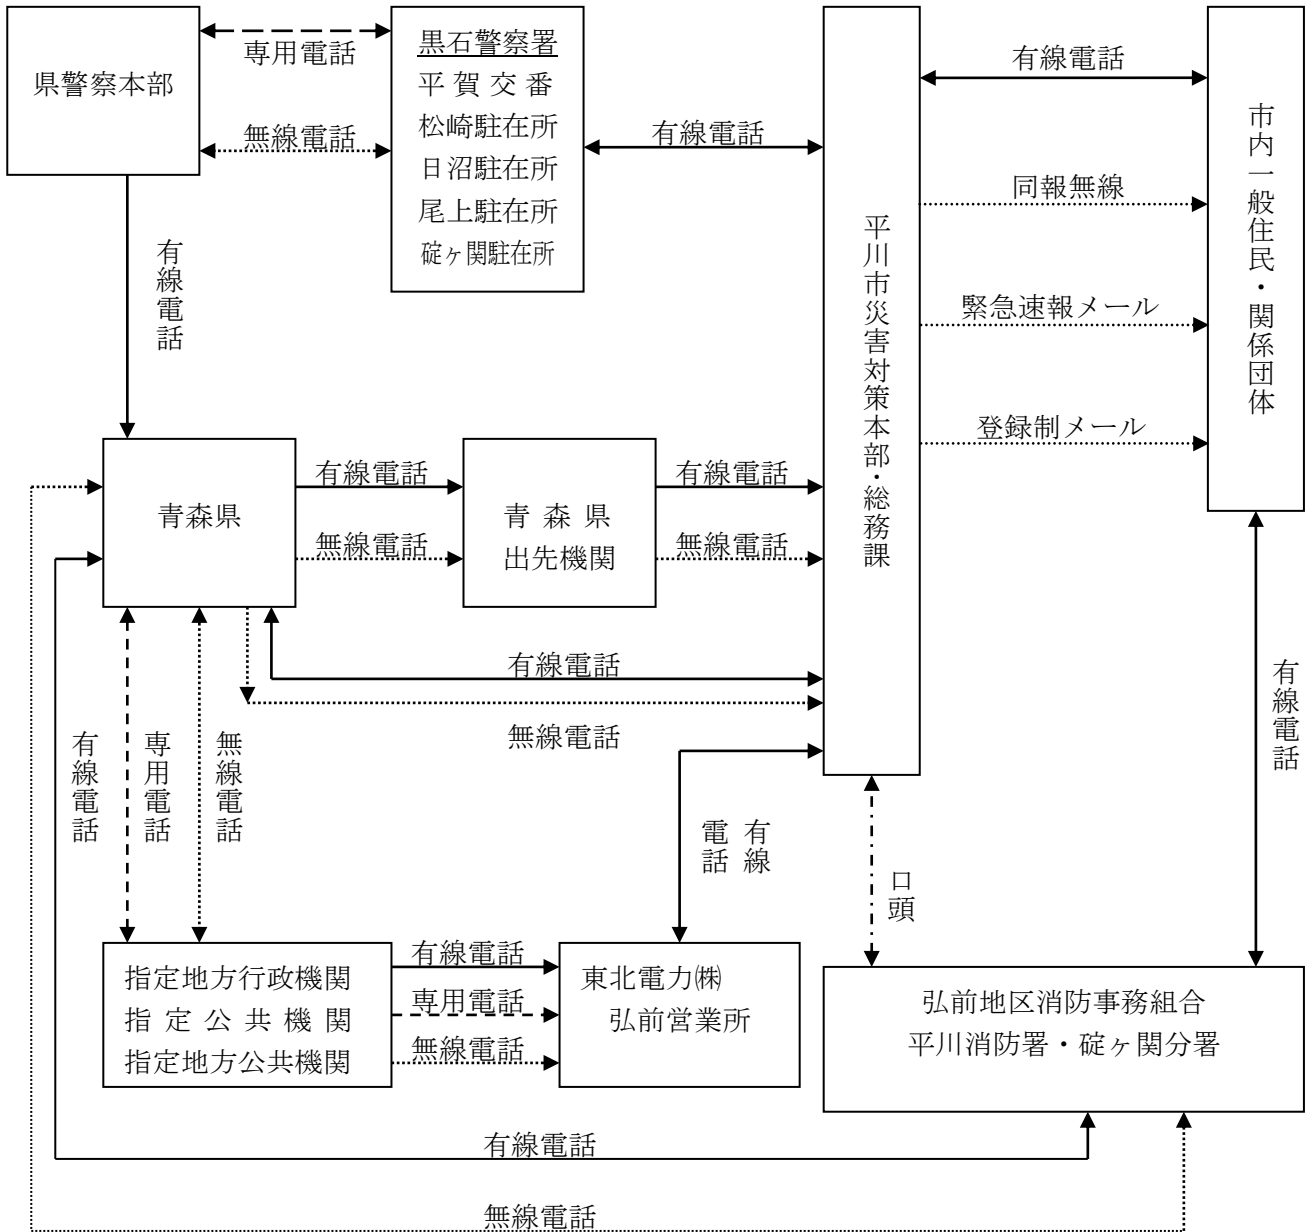 県警察本部
専用電話
無線電話
黒石警察署
平賀交番
松崎駐在所
日沼駐在所
尾上駐在所
碇ヶ関駐在所
有線電話
平川市災害対策本部・総務課
有線電話
同報無線
緊急速報メール
登録制メール
市内一般住民・関係団体
有線電話
青森県
有線電話
無線電話
青森県
出先機関
有線電話
無線電話
有線電話
無線電話
有線電話
専用電話
無線電話
有線
電話
口頭
有線電話
指定地方行政機関
指定公共機関
指定地方公共機関
有線電話
専用電話
無線電話
東北電力㈱
弘前営業所
弘前地区消防事務組合
平川消防署・碇ヶ関分署
有線電話
無線電話